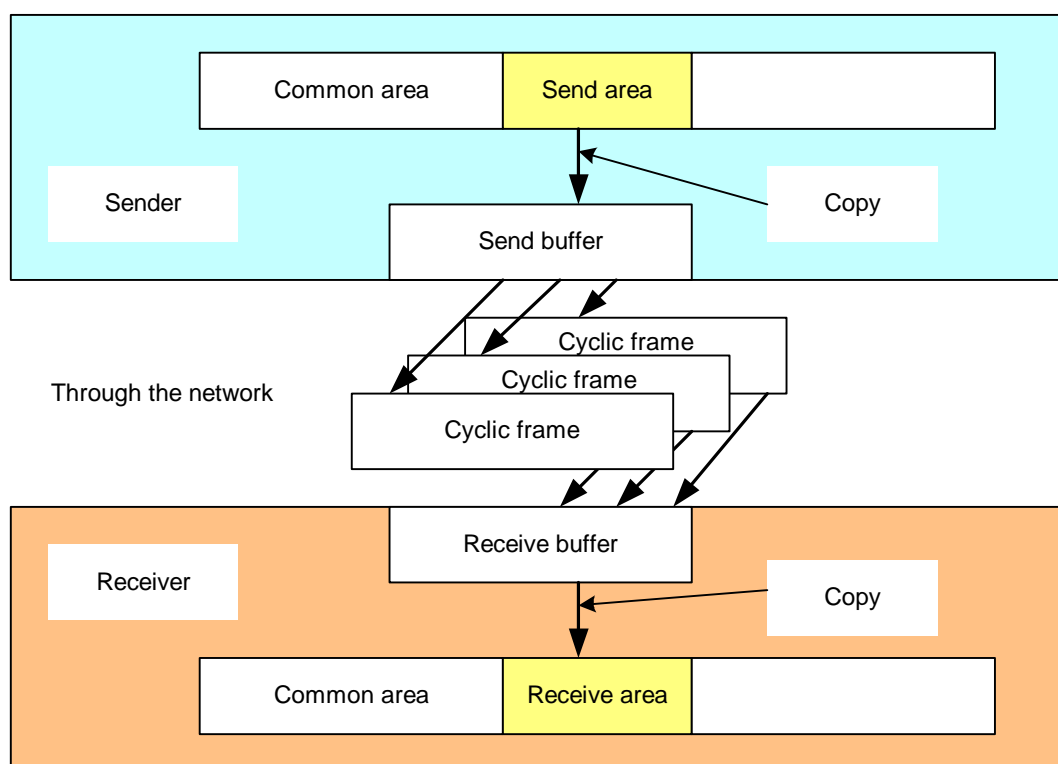 Common area
Send area
Sender
Copy
Send buffer
Cyclic frame
Cyclic frame
Through the network
Cyclic frame
Receive buffer
Receiver
Copy
Common area
Receive area